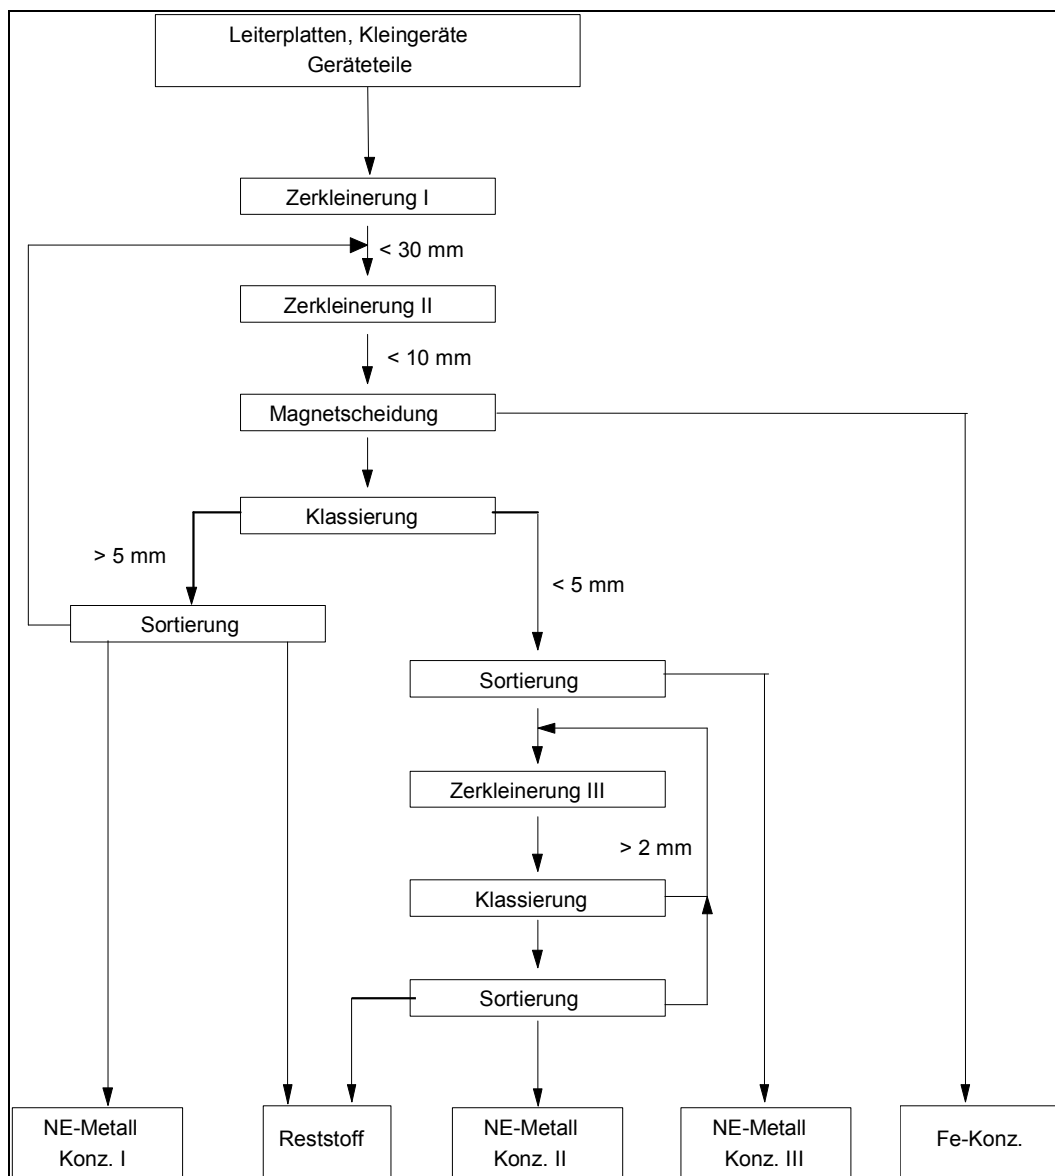 Leiterplatten, Kleingeräte
Geräteteile
Zerkleinerung I
< 30 mm
Zerkleinerung II
< 10 mm
Magnetscheidung
Klassierung
> 5 mm
< 5 mm
Sortierung
Sortierung
Zerkleinerung III
> 2 mm
Klassierung
Sortierung
NE-Metall
Konz. I
Reststoff
NE-Metall
Konz. II
NE-Metall
Konz. III
Fe-Konz.